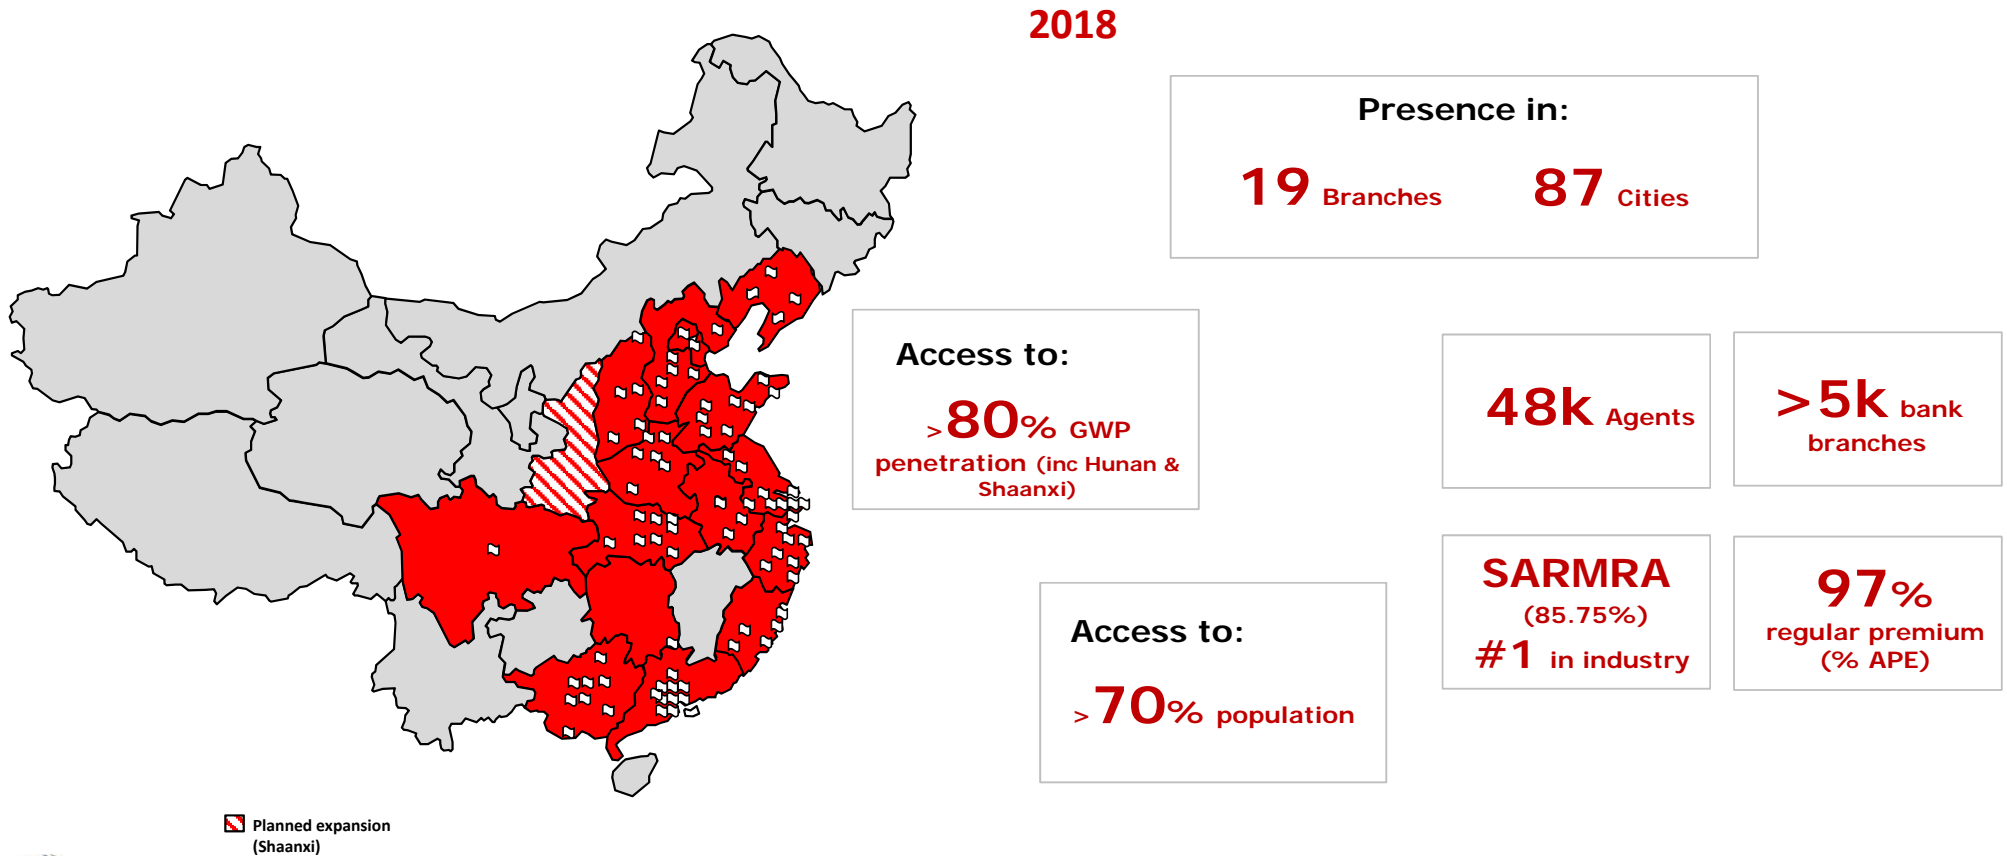 2018
Presence in:
19 Branches
87 Cities
Access to:
>80% GWP
penetration (inc Hunan &
Shaanxi)
48k Agents
>5k bank
branches
SARMRA
(85.75%)
#1 in industry
97%
regular premium
(% APE)
Access to:
>70% population
Planned expansion
(Shaanxi)